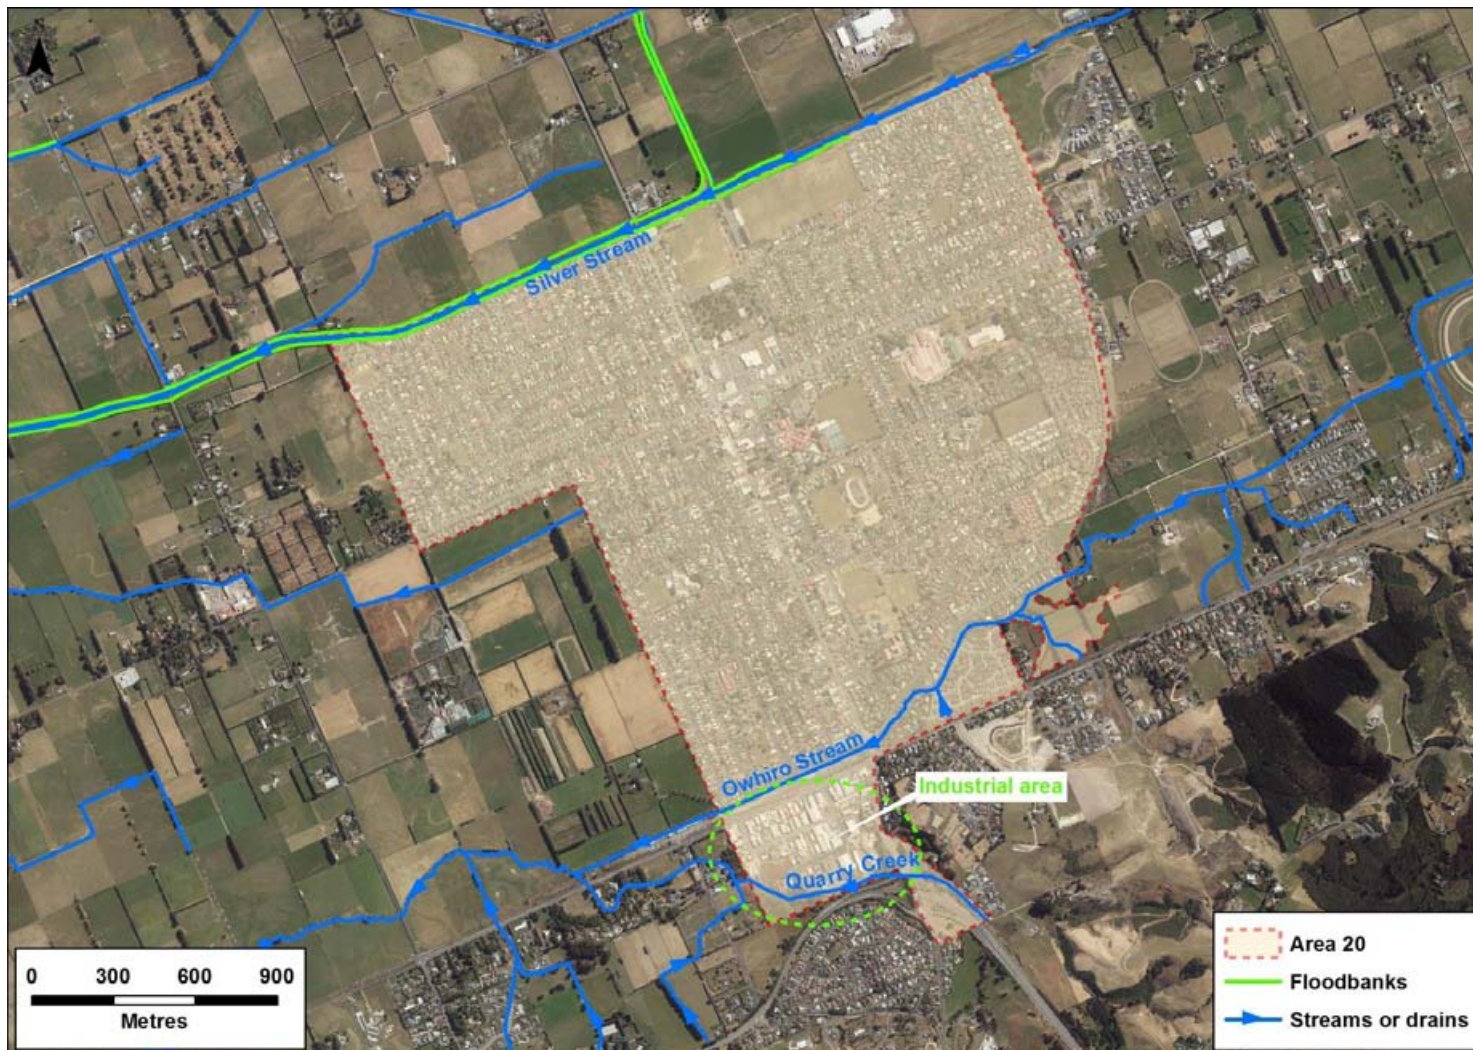 Silver Stream
Owhiro Stream
Industrial area
Quarry Creek
0 300 600 900
Metres
Area 20
Floodbanks
Streams or drains